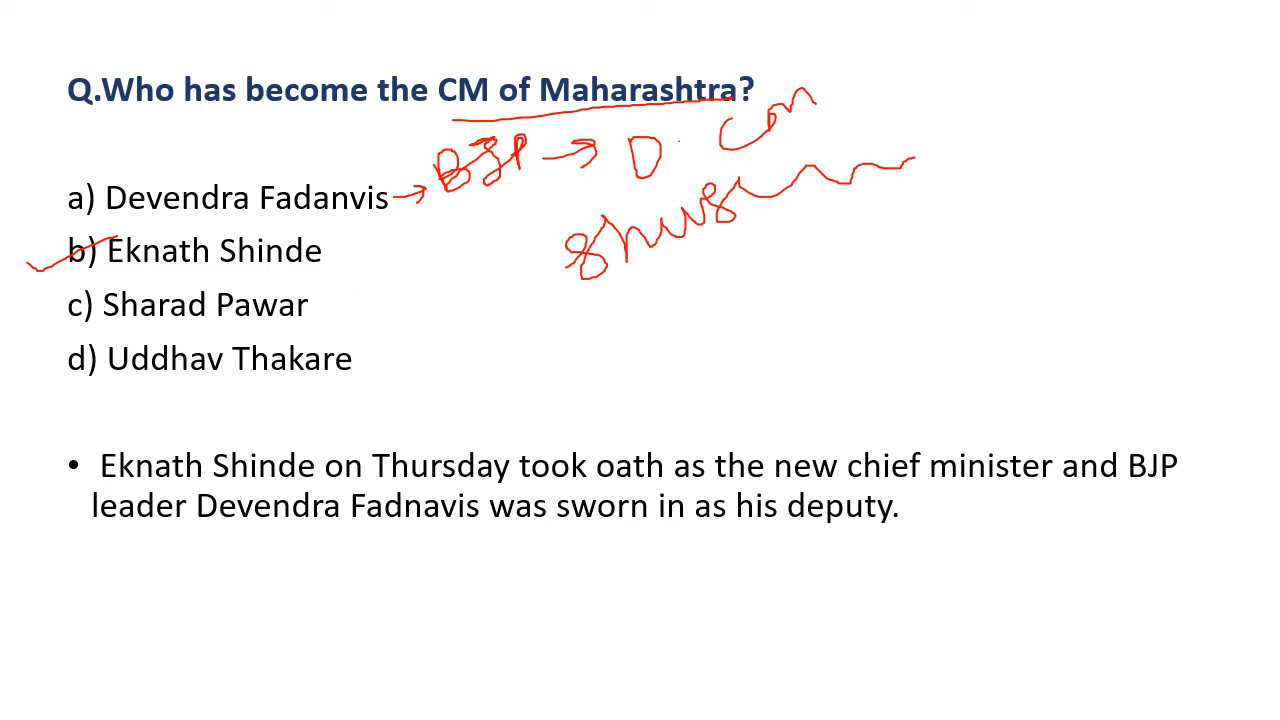 Q.Who has become the CM of Maharashtra?
BJP → D. CM
a) Devendra Fadanvis →
b) Eknath Shinde
c) Sharad Pawar
d) Uddhav Thakare
• Eknath Shinde on Thursday took oath as the new chief minister and BJP
leader Devendra Fadnavis was sworn in as his deputy.